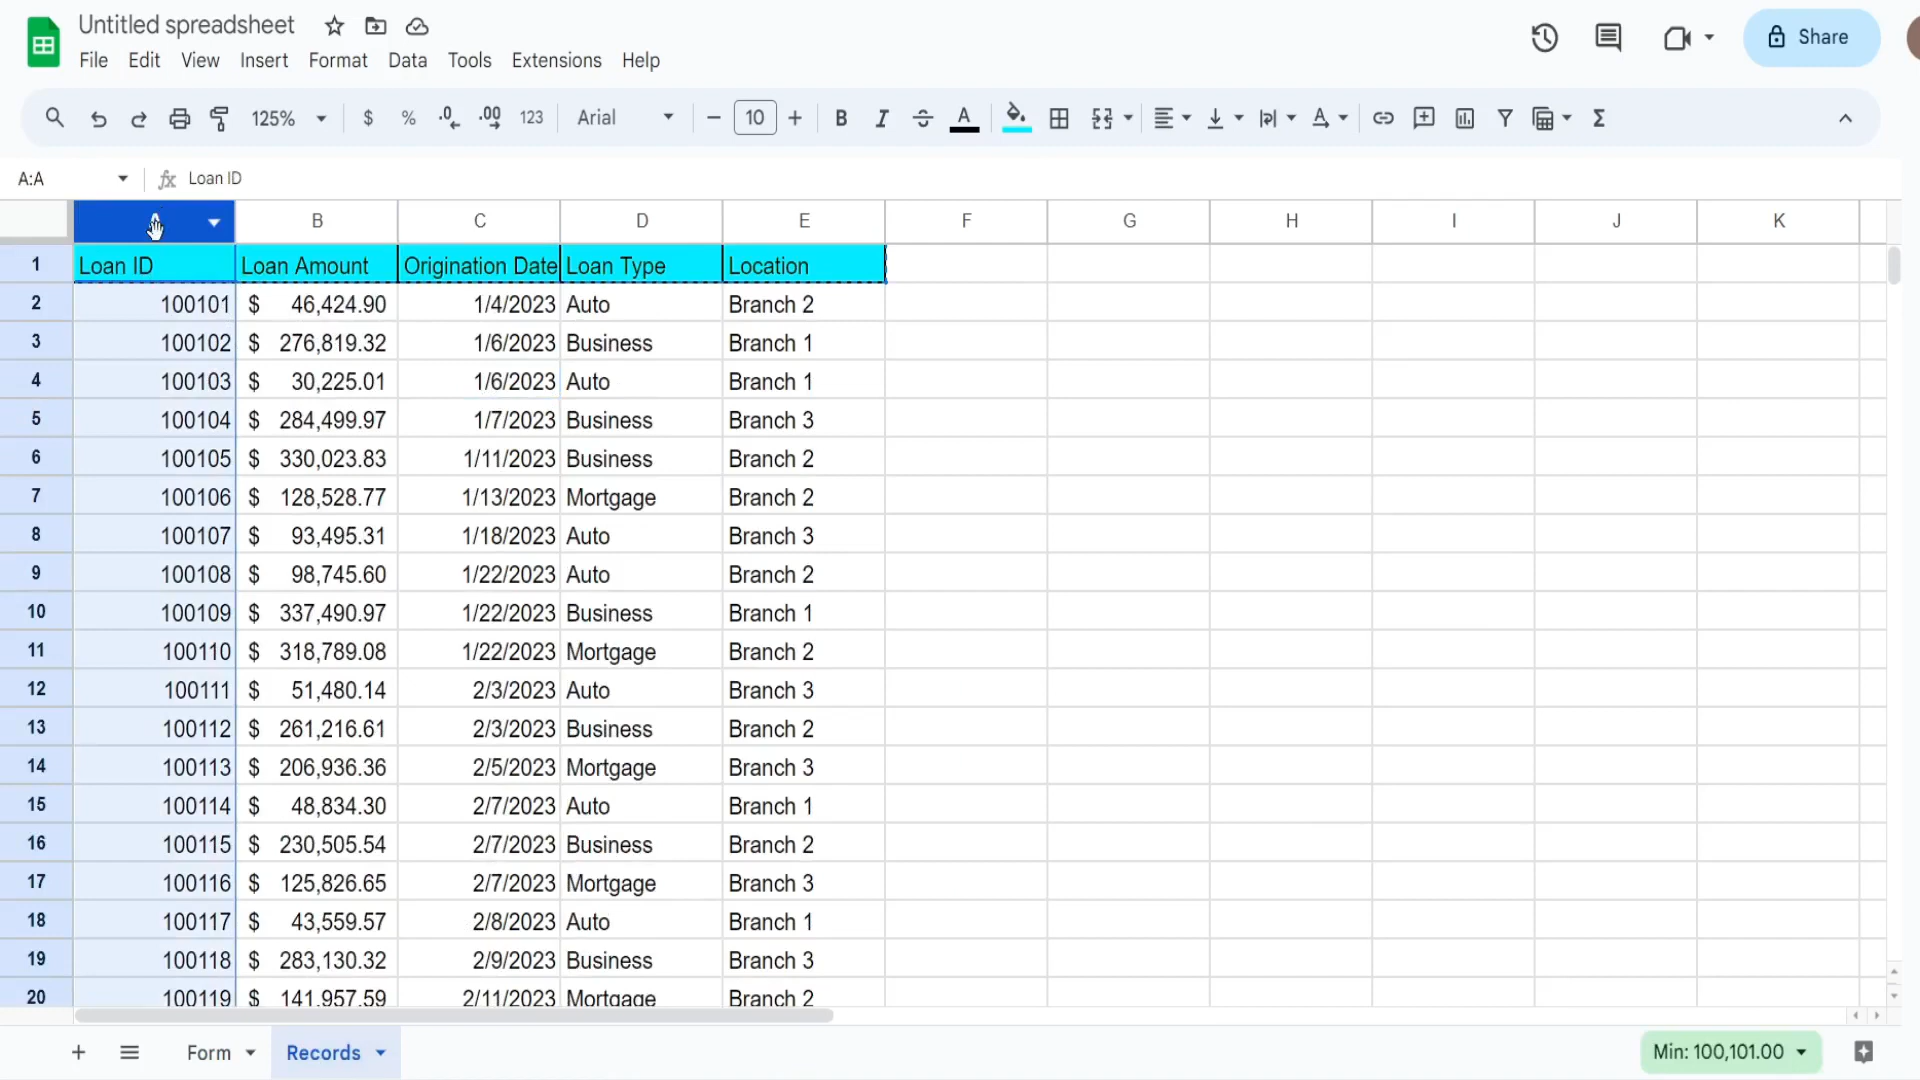 Untitled spreadsheet
File Edit View Insert Format Data Tools Extensions Help
Share
125% $ % .0 .00 123 Arial 10 B I A A Σ
A:A fx Loan ID
A B C D E F G H I J K
1 Loan ID Loan Amount Origination Date Loan Type Location
2 100101 $ 46,424.90 1/4/2023 Auto Branch 2
3 100102 $ 276,819.32 1/6/2023 Business Branch 1
4 100103 $ 30,225.01 1/6/2023 Auto Branch 1
5 100104 $ 284,499.97 1/7/2023 Business Branch 3
6 100105 $ 330,023.83 1/11/2023 Business Branch 2
7 100106 $ 128,528.77 1/13/2023 Mortgage Branch 2
8 100107 $ 93,495.31 1/18/2023 Auto Branch 3
9 100108 $ 98,745.60 1/22/2023 Auto Branch 2
10 100109 $ 337,490.97 1/22/2023 Business Branch 1
11 100110 $ 318,789.08 1/22/2023 Mortgage Branch 2
12 100111 $ 51,480.14 2/3/2023 Auto Branch 3
13 100112 $ 261,216.61 2/3/2023 Business Branch 2
14 100113 $ 206,936.36 2/5/2023 Mortgage Branch 3
15 100114 $ 48,834.30 2/7/2023 Auto Branch 1
16 100115 $ 230,505.54 2/7/2023 Business Branch 2
17 100116 $ 125,826.65 2/7/2023 Mortgage Branch 3
18 100117 $ 43,559.57 2/8/2023 Auto Branch 1
19 100118 $ 283,130.32 2/9/2023 Business Branch 3
20 100119 $ 141,957.59 2/11/2023 Mortgage Branch 2
Form Records Min: 100,101.00